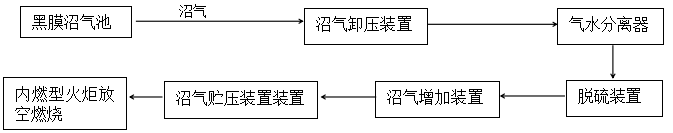 沼气
黑膜沼气池
沼气卸压装置
气水分离器
脱硫装置
沼气增加装置
沼气贮压装置装置
内燃型火炬放
空燃烧